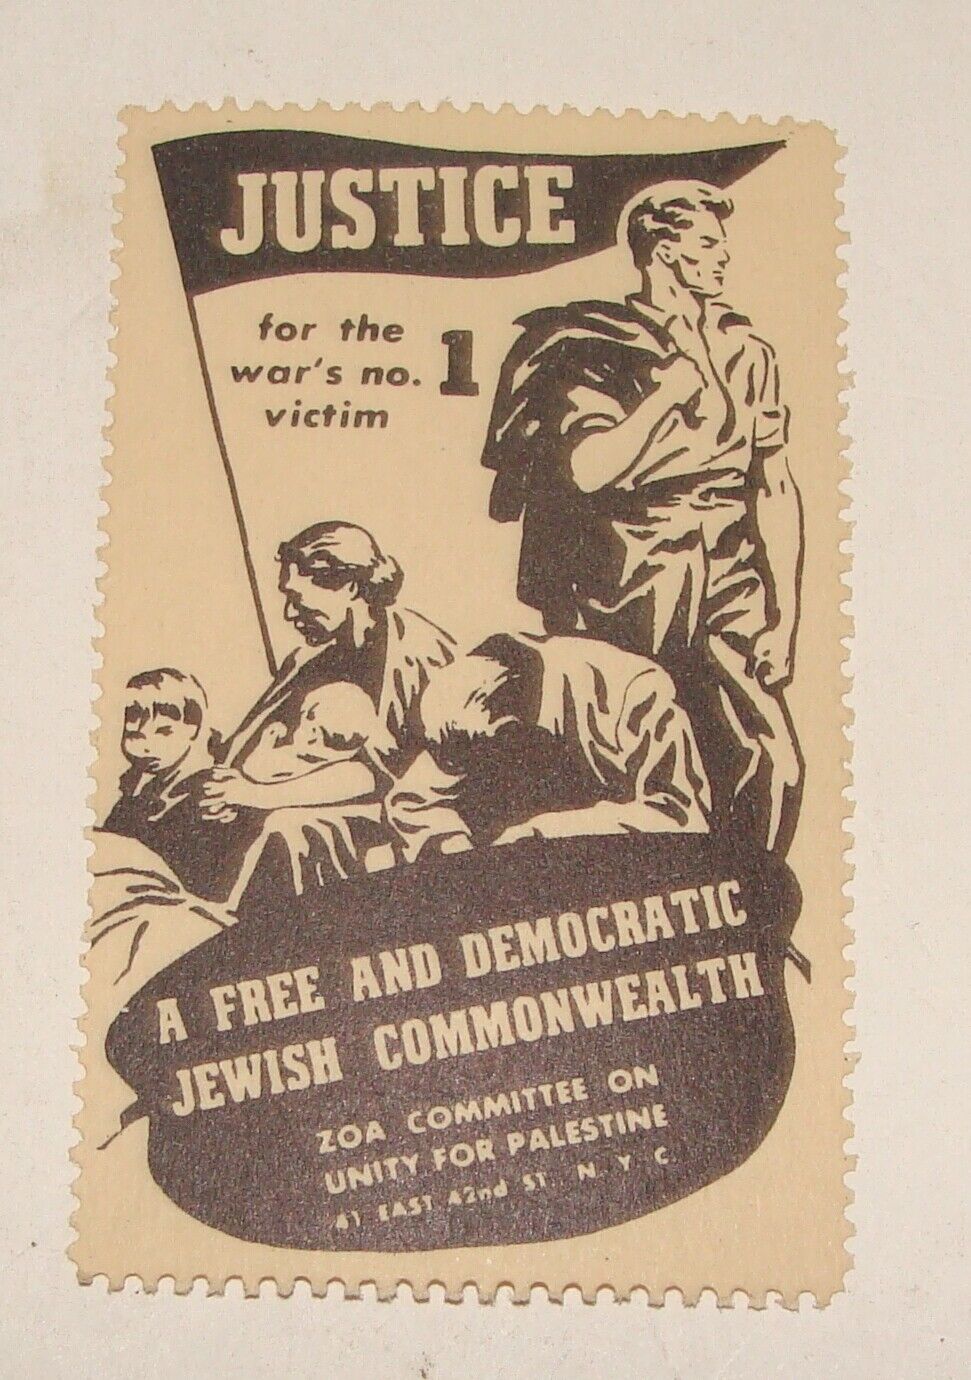 JUSTICE
for the
war's no. 1
victim
A FREE AND DEMOCRATIC
JEWISH COMMONWEALTH
ZOA COMMITTEE ON
UNITY FOR PALESTINE
41 EAST 42nd ST N Y C